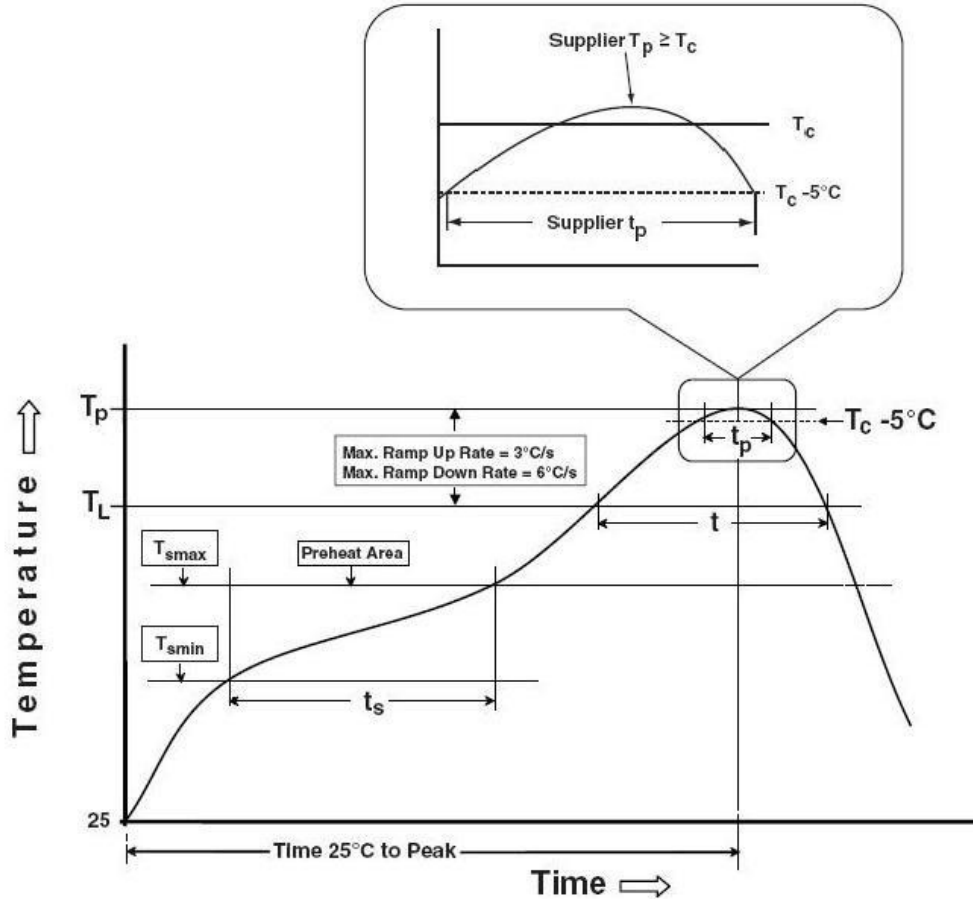 Supplier Tp ≥ Tc
Tc
Tc -5°C
Supplier tp
Tp
Tc -5°C
tp
Max. Ramp Up Rate = 3°C/s
Max. Ramp Down Rate = 6°C/s
TL
t
Tsmax
Preheat Area
Tsmin
ts
Temperature
25
Time 25°C to Peak
Time